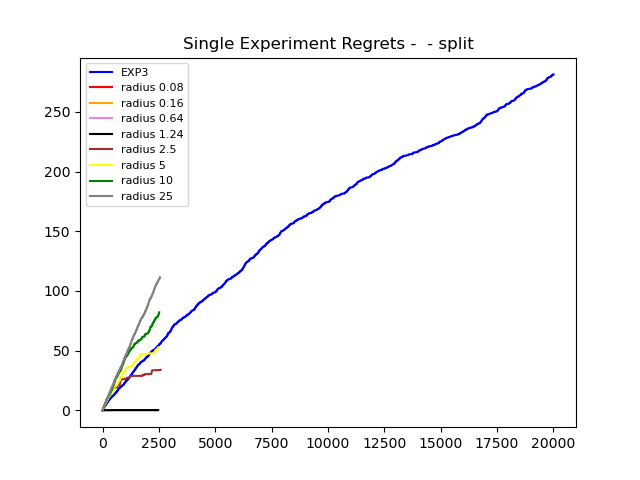 Single Experiment Regrets -  - split
EXP3
radius 0.08
radius 0.16
radius 0.64
radius 1.24
radius 2.5
radius 5
radius 10
radius 25
250
200
150
100
50
0
0 2500 5000 7500 10000 12500 15000 17500 20000